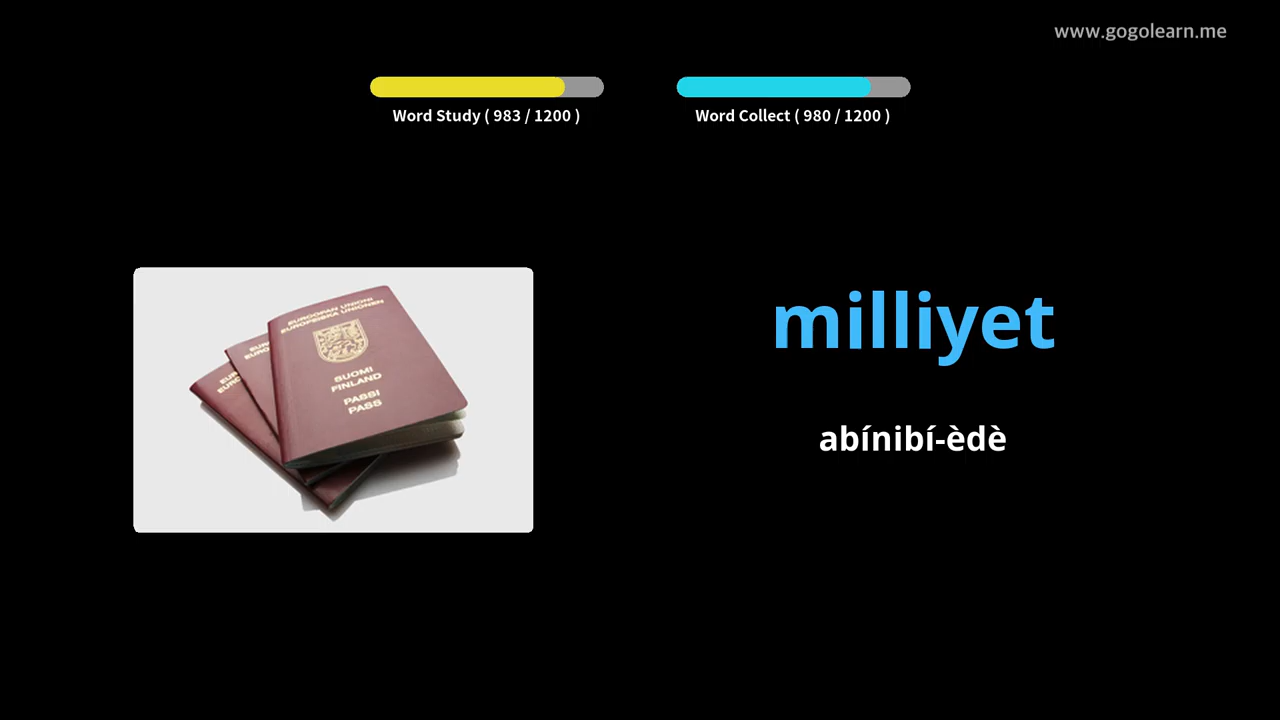 www.gogolearn.me
Word Study ( 983 / 1200 )
Word Collect ( 980 / 1200 )
EUROOPAN UNIONI
EUROPEISKA UNIONEN
SUOMI
FINLAND
PASSI
PASS
milliyet
abínibí-èdè